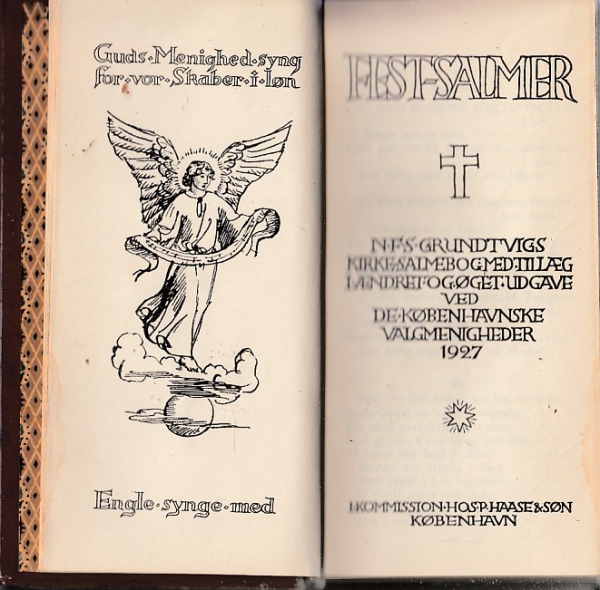 Guds·Menighed·syng
for·vor·Skaber·i·løn
Engle·synge·med
FEST-SALMER
N·F·S·GRUNDTVIGS
KIRKE-SALMEBOG·MED·TILLÆG
I·ÆNDRET·OG·ØGET·UDGAVE
VED
DE·KØBENHAVNSKE
VALGMENIGHEDER
1927
I·KOMMISSION·HOS·P.HAASE&SØN
KØBENHAVN